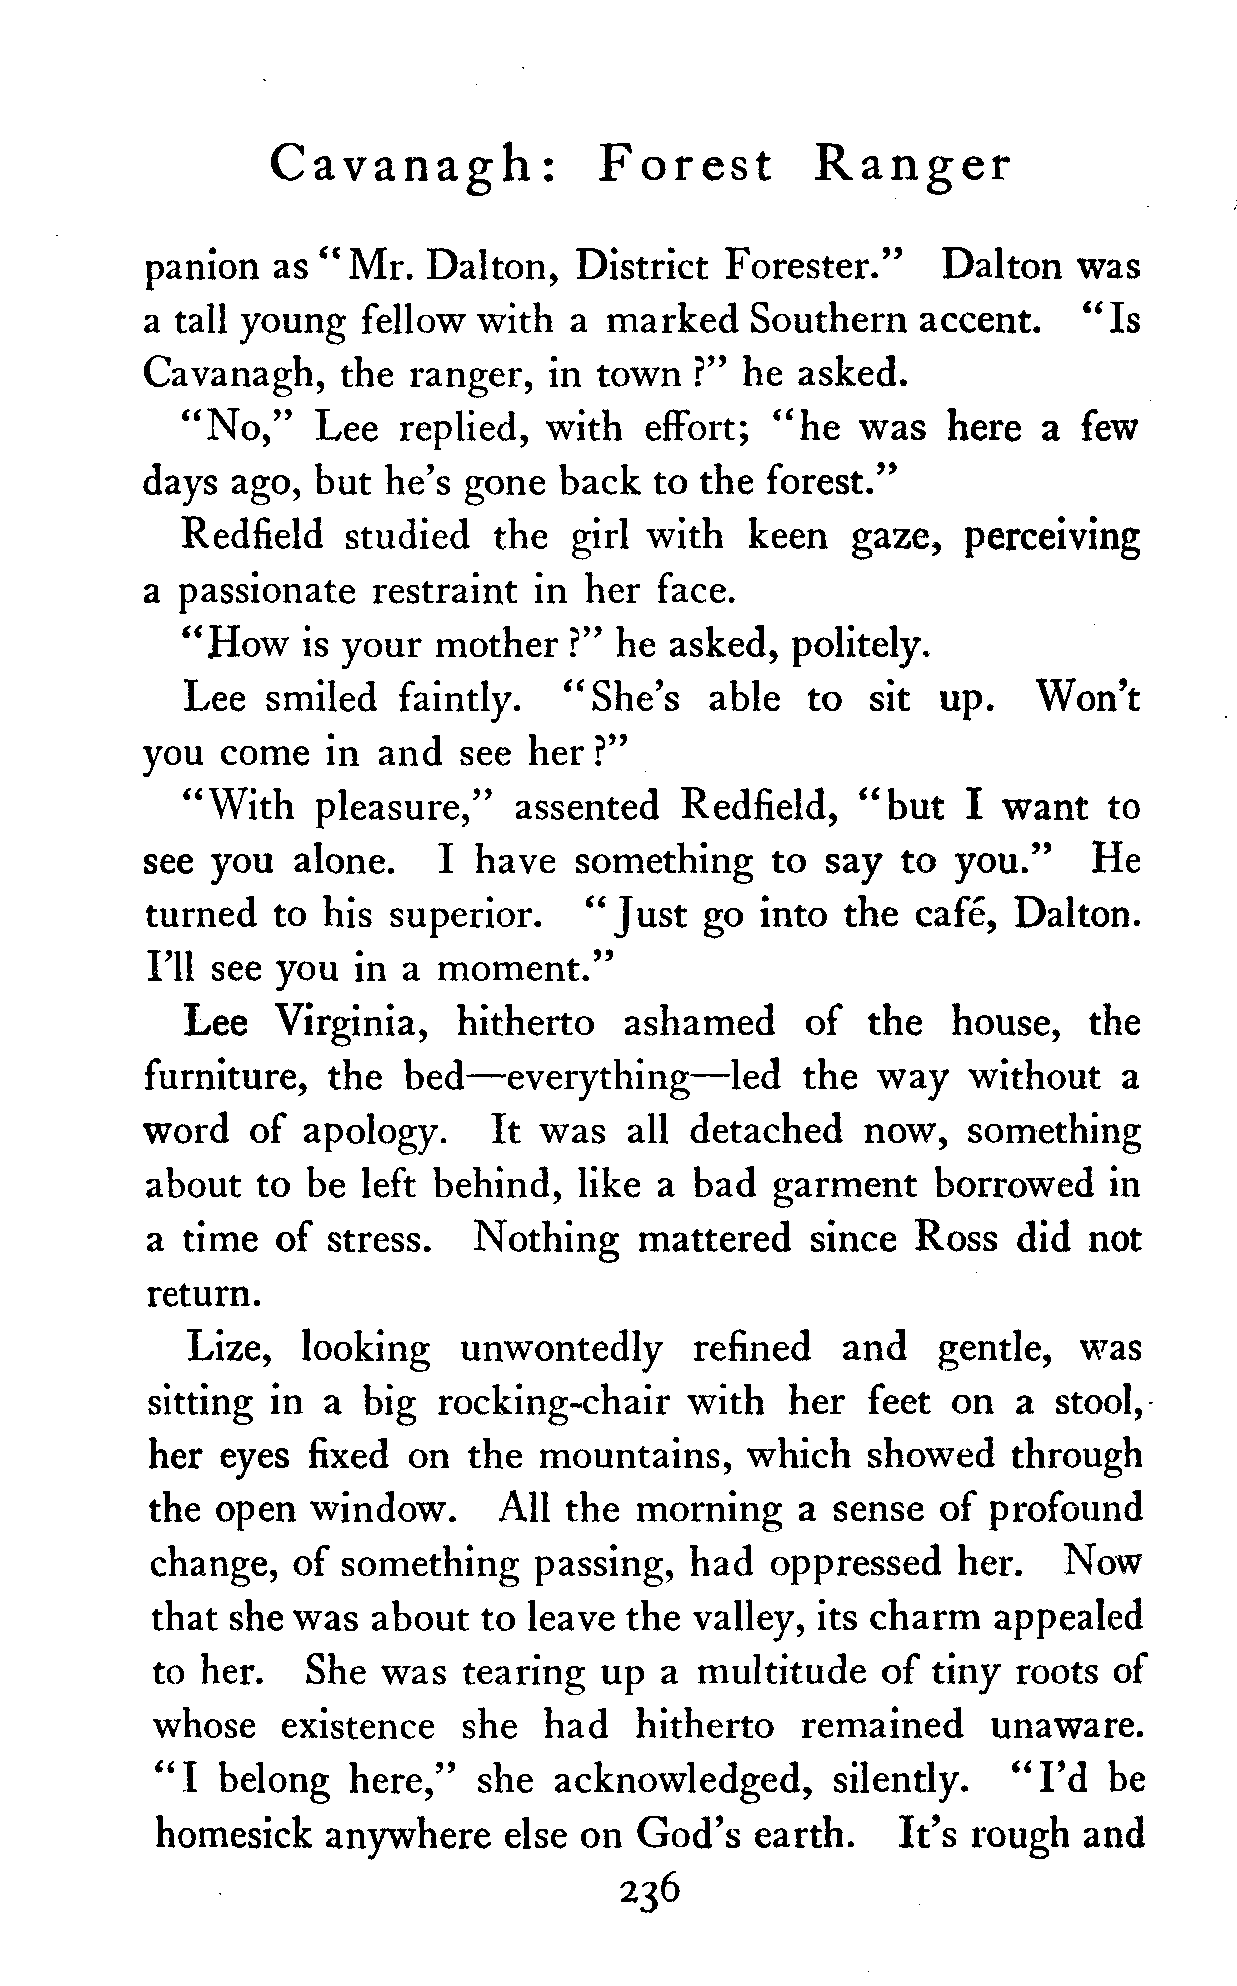 Cavanagh: Forest Ranger
panion as “Mr. Dalton, District Forester.” Dalton was
a tall young fellow with a marked Southern accent. “Is
Cavanagh, the ranger, in town?” he asked.
“No,” Lee replied, with effort; “he was here a few
days ago, but he’s gone back to the forest.”
Redfield studied the girl with keen gaze, perceiving
a passionate restraint in her face.
“How is your mother?” he asked, politely.
Lee smiled faintly. “She’s able to sit up. Won’t
you come in and see her?”
“With pleasure,” assented Redfield, “but I want to
see you alone. I have something to say to you.” He
turned to his superior. “Just go into the café, Dalton.
I’ll see you in a moment.”
Lee Virginia, hitherto ashamed of the house, the
furniture, the bed—everything—led the way without a
word of apology. It was all detached now, something
about to be left behind, like a bad garment borrowed in
a time of stress. Nothing mattered since Ross did not
return.
Lize, looking unwontedly refined and gentle, was
sitting in a big rocking-chair with her feet on a stool,
her eyes fixed on the mountains, which showed through
the open window. All the morning a sense of profound
change, of something passing, had oppressed her. Now
that she was about to leave the valley, its charm appealed
to her. She was tearing up a multitude of tiny roots of
whose existence she had hitherto remained unaware.
“I belong here,” she acknowledged, silently. “I’d be
homesick anywhere else on God’s earth. It’s rough and
236